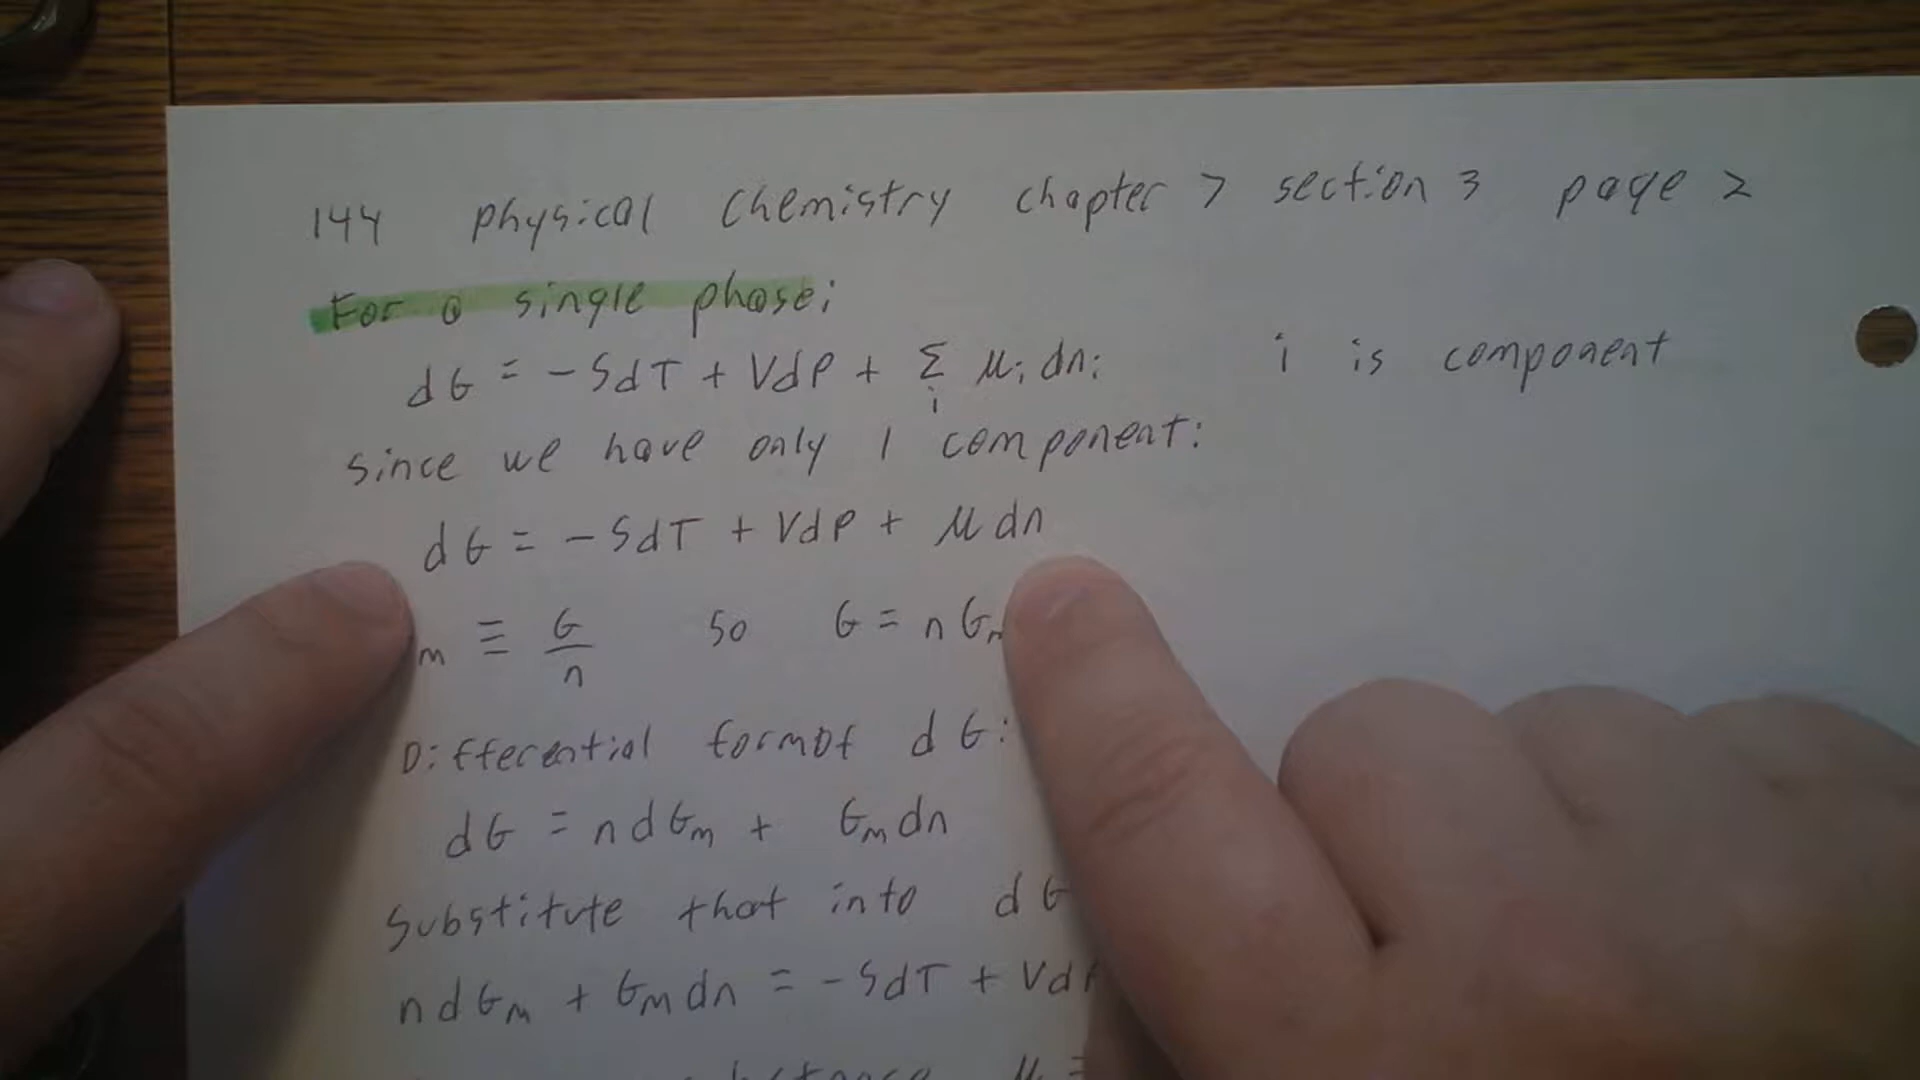 144 physical chemistry chapter 7 section 3 page 2
For a single phase:
dG = -SdT + VdP + Σ μi dni i is component
i
since we have only 1 component:
dG = -SdT + VdP + μ dn
m ≡ G/n so G = n Gm
Differential form of dG:
dG = n dGm + Gm dn
substitute that into dG
n dGm + Gm dn = -SdT + VdP
μ =